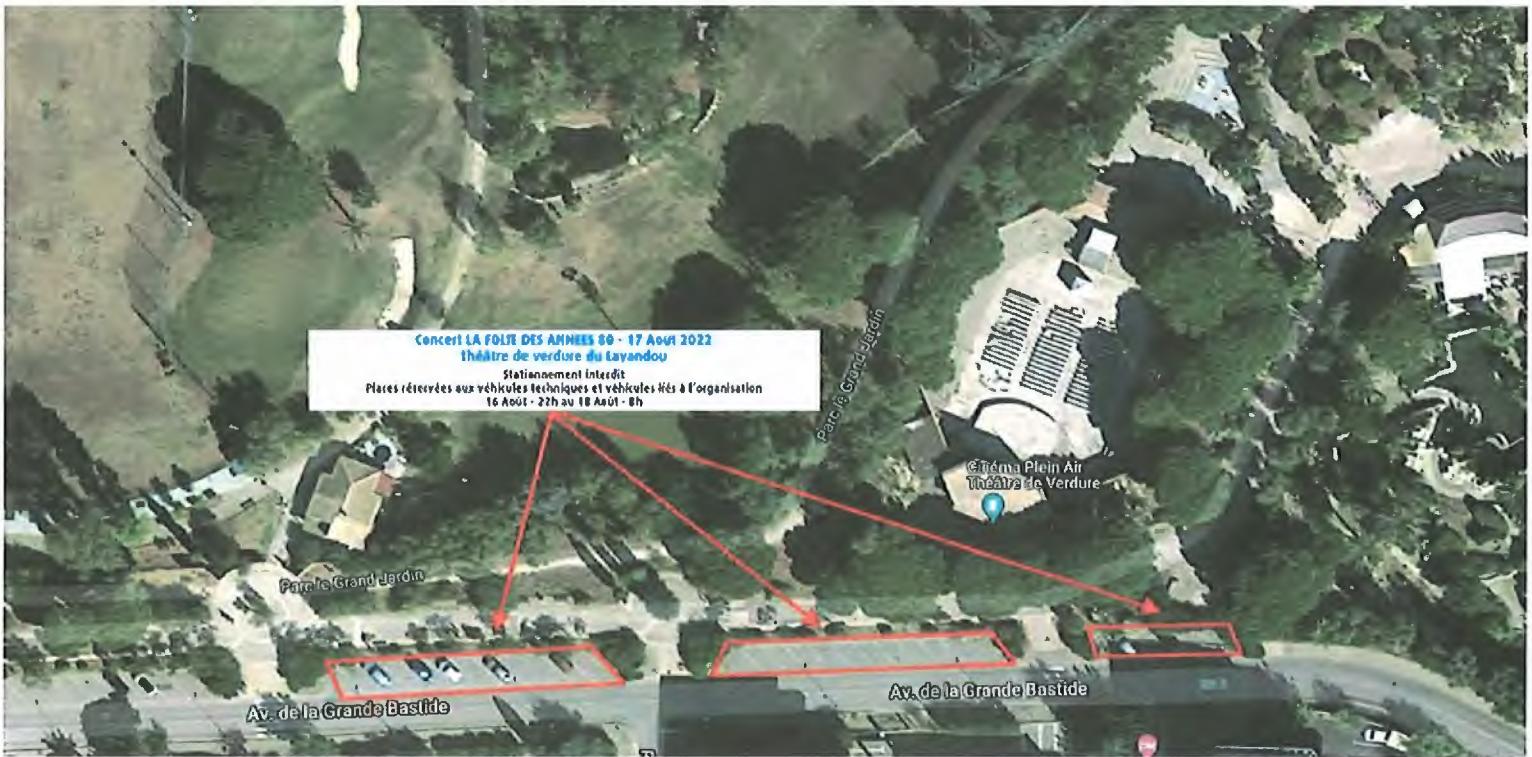 Concert LA FOLIE DES ANNEES 80 - 17 Août 2022
théâtre de verdure du Lavandou
Stationnement interdit
Places réservées aux véhicules techniques et véhicules liés à l'organisation
16 Août - 22h au 18 Août - 8h
Parc le Grand Jardin
Cinéma Plein Air
Théâtre de Verdure
Parc le Grand Jardin
Av. de la Grande Bastide
Av. de la Grande Bastide